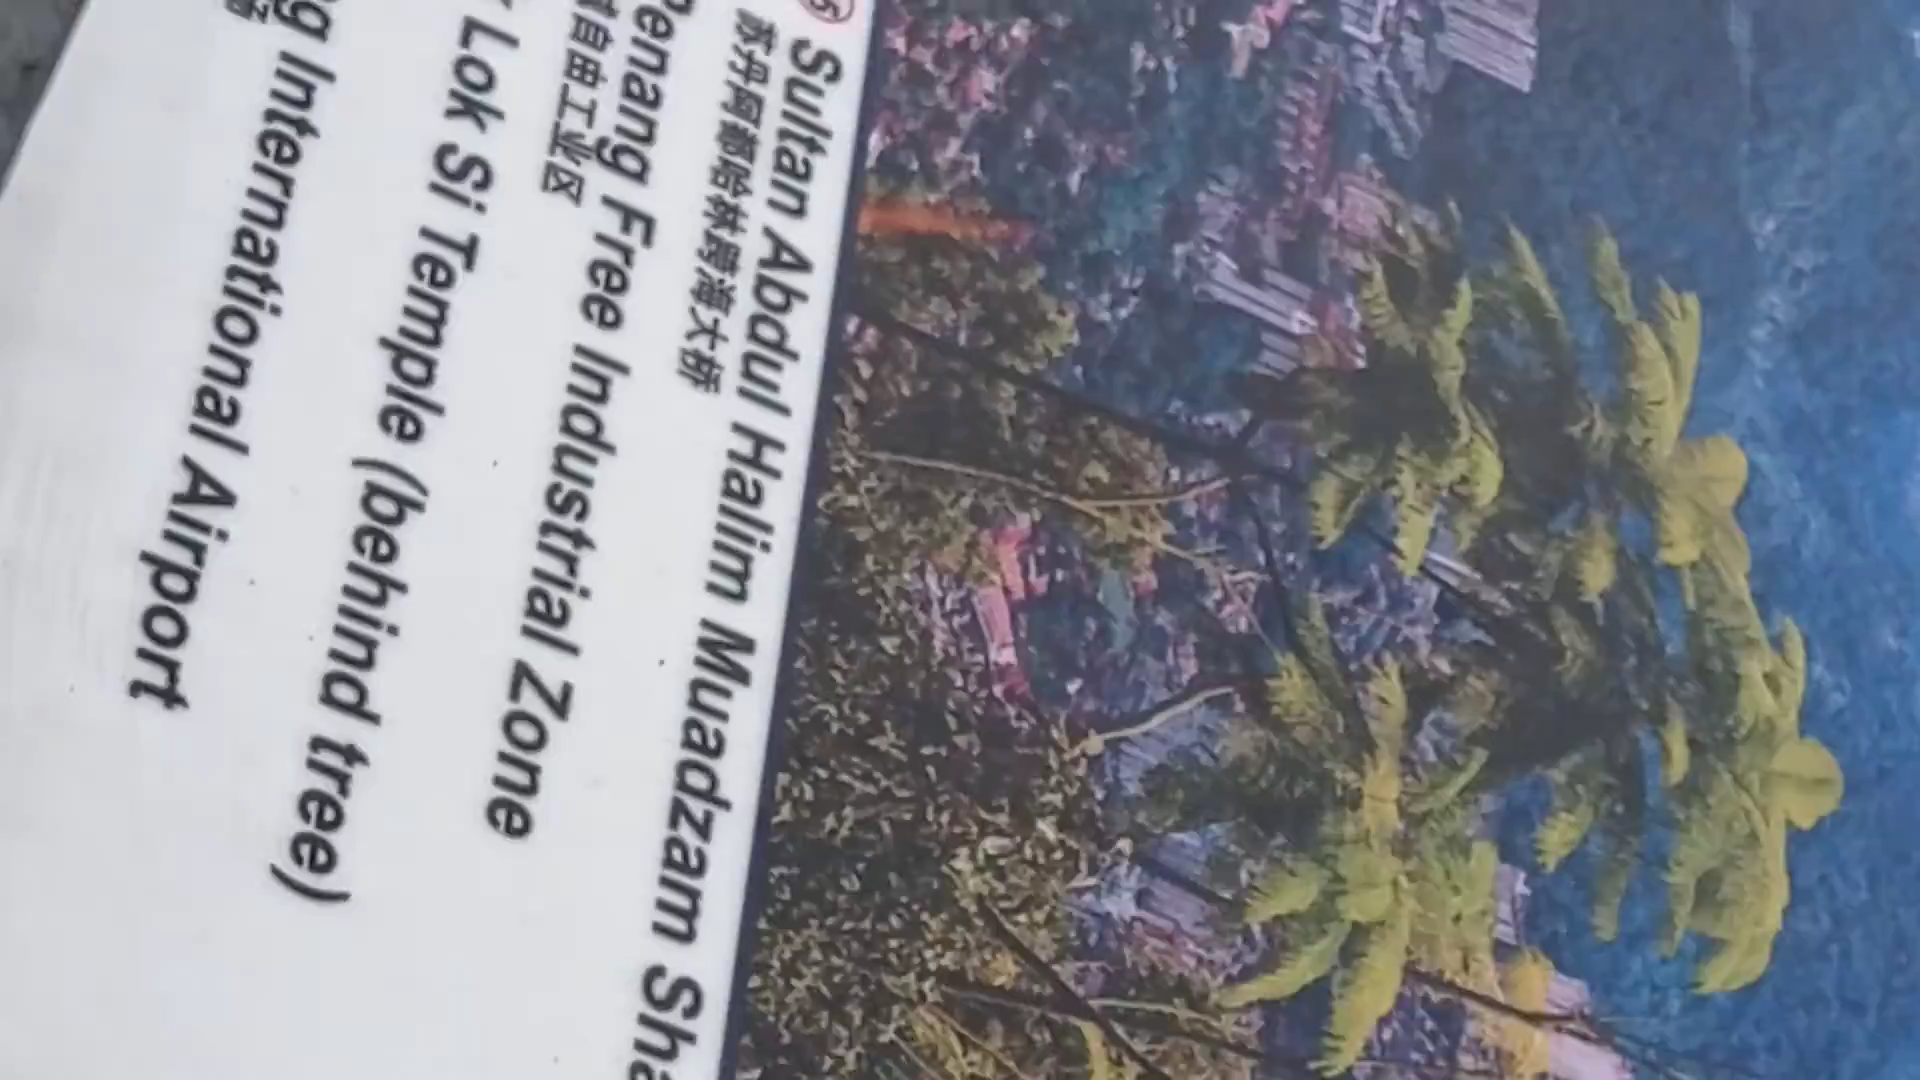 Sultan Abdul Halim Muadzam Sha
苏丹阿都哈林跨海大桥
Penang Free Industrial Zone
自由工业区
Lok Si Temple (behind tree)
International Airport